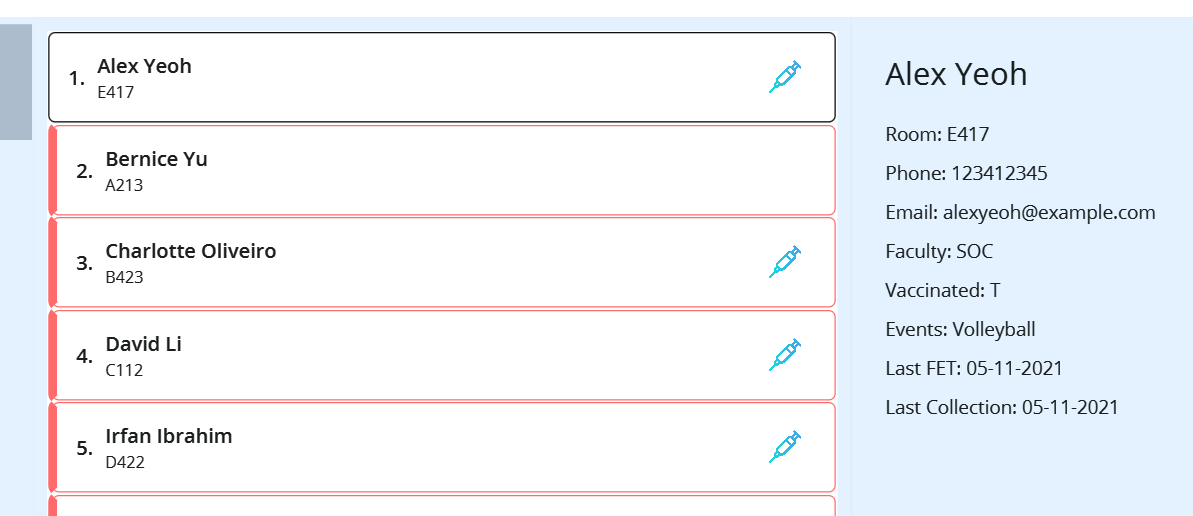 1. Alex Yeoh
E417
2. Bernice Yu
A213
3. Charlotte Oliveiro
B423
4. David Li
C112
5. Irfan Ibrahim
D422
Alex Yeoh
Room: E417
Phone: 123412345
Email: alexyeoh@example.com
Faculty: SOC
Vaccinated: T
Events: Volleyball
Last FET: 05-11-2021
Last Collection: 05-11-2021